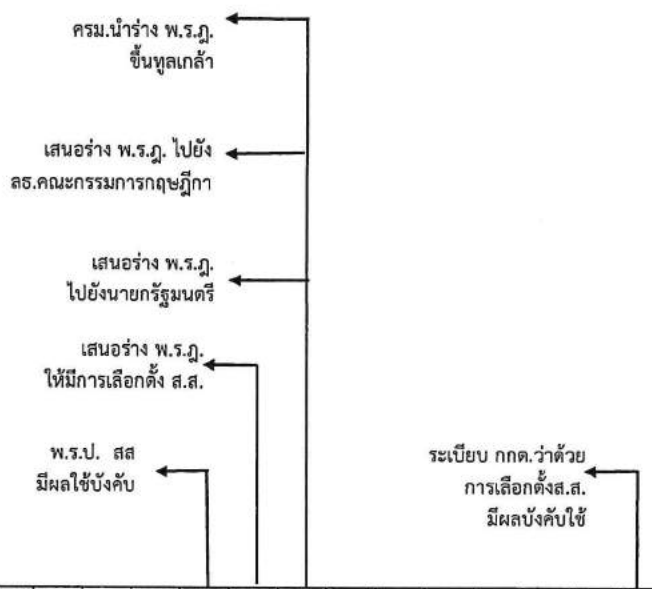 ครม.นำร่าง พ.ร.ฎ.
ขึ้นทูลเกล้า
เสนอร่าง พ.ร.ฎ. ไปยัง
ลธ.คณะกรรมการกฤษฎีกา
เสนอร่าง พ.ร.ฎ.
ไปยังนายกรัฐมนตรี
เสนอร่าง พ.ร.ฎ.
ให้มีการเลือกตั้ง ส.ส.
พ.ร.ป. สส
มีผลใช้บังคับ
ระเบียบ กกต.ว่าด้วย
การเลือกตั้งส.ส.
มีผลบังคับใช้